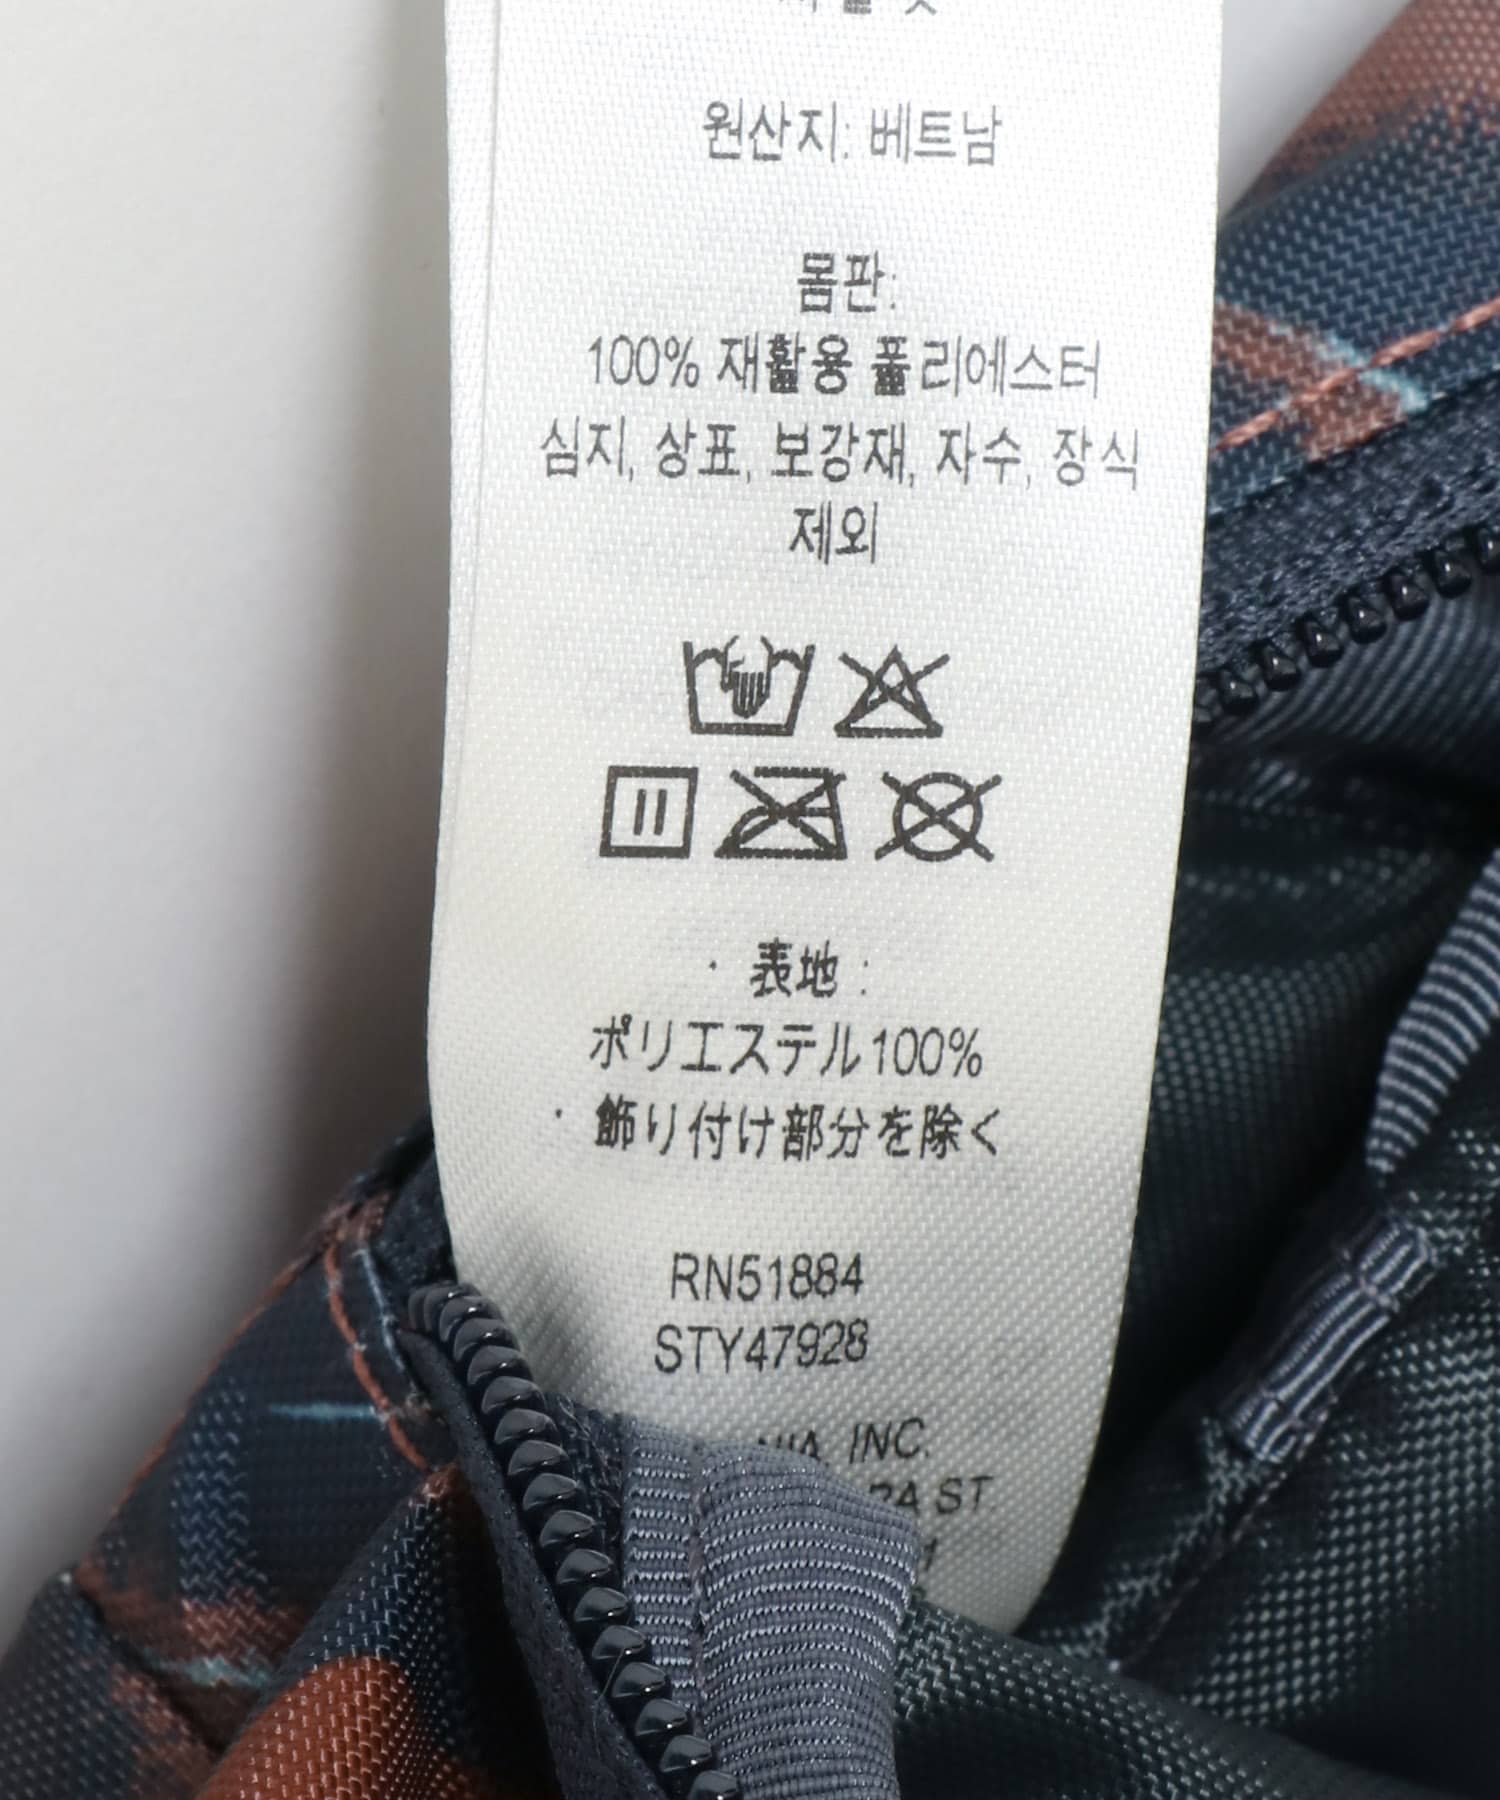 원산지: 베트남
몸판:
100% 재활용 폴리에스터
심지, 상표, 보강재, 자수, 장식
제외
・表地:
ポリエステル100%
・飾り付け部分を除く
RN51884
STY47928
INC.
ST